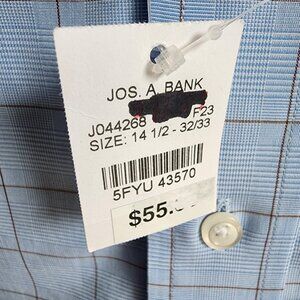 JOS. A. BANK
J044268 F23
SIZE: 14 1/2 - 32/33
5FYU 43570
$55.